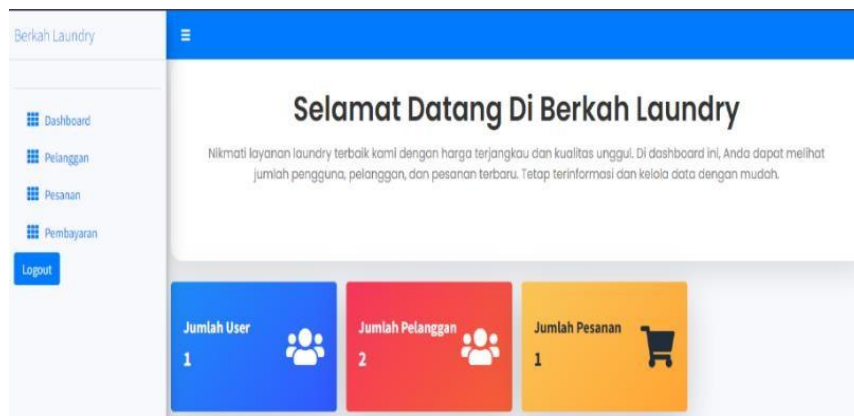 Berkah Laundry
Dashboard
Pelanggan
Pesanan
Pembayaran
Logout
Selamat Datang Di Berkah Laundry
Nikmati layanan laundry terbaik kami dengan harga terjangkau dan kualitas unggul. Di dashboard ini, Anda dapat melihat
jumlah pengguna, pelanggan, dan pesanan terbaru. Tetap terinformasi dan kelola data dengan mudah.
Jumlah User
1
Jumlah Pelanggan
2
Jumlah Pesanan
1